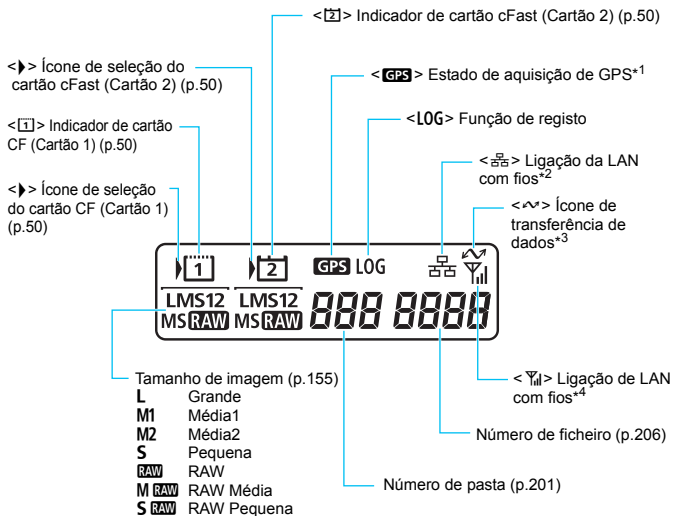 <2> Indicador de cartão cFast (Cartão 2) (p.50)
<> Ícone de seleção do
cartão cFast (Cartão 2) (p.50)
<GPS> Estado de aquisição de GPS*1
<LOG> Função de registo
<1> Indicador de cartão
CF (Cartão 1) (p.50)
<> Ligação da LAN
com fios*2
<> Ícone de seleção
do cartão CF (Cartão 1)
(p.50)
<> Ícone de
transferência de
dados*3
1 2 GPS LOG
LMS12 LMS12
MS RAW MS RAW 888 8888
Tamanho de imagem (p.155)
L Grande
M1 Média1
M2 Média2
S Pequena
RAW RAW
M RAW RAW Média
S RAW RAW Pequena
<> Ligação de LAN
com fios*4
Número de ficheiro (p.206)
Número de pasta (p.201)